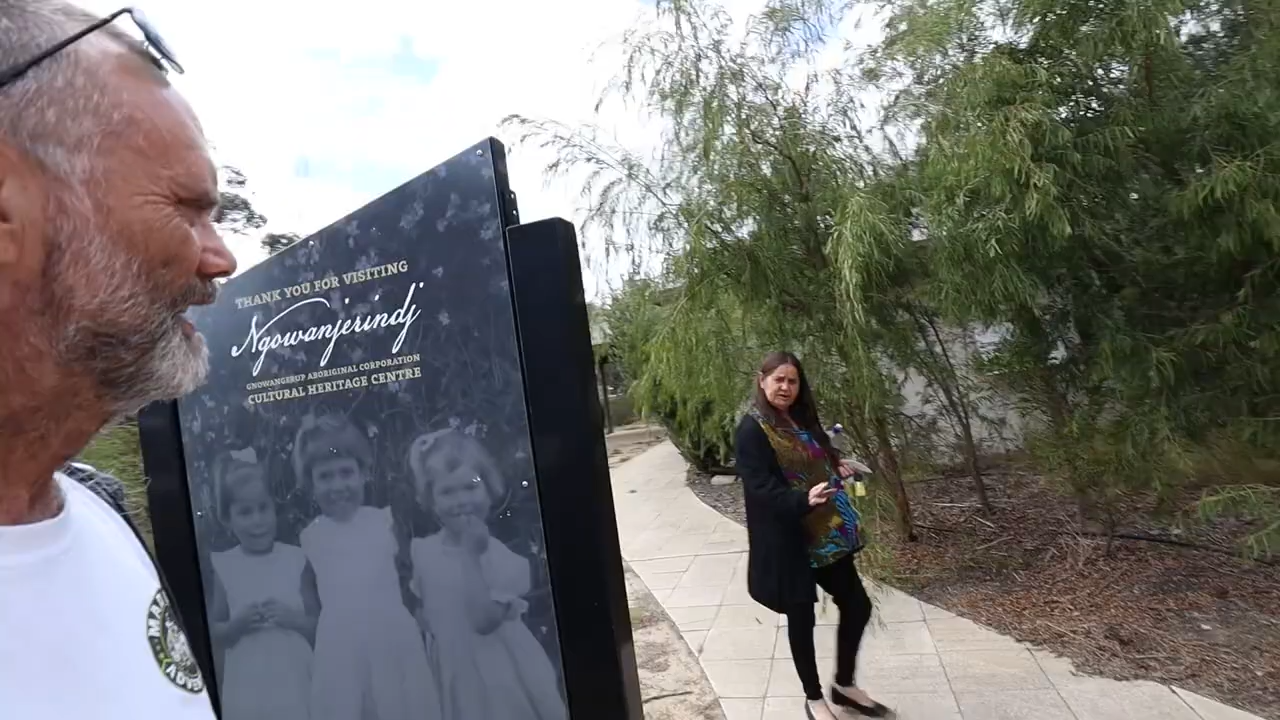 THANK YOU FOR VISITING
Ngowanjerindj
GNOWANGERUP ABORIGINAL CORPORATION
CULTURAL HERITAGE CENTRE